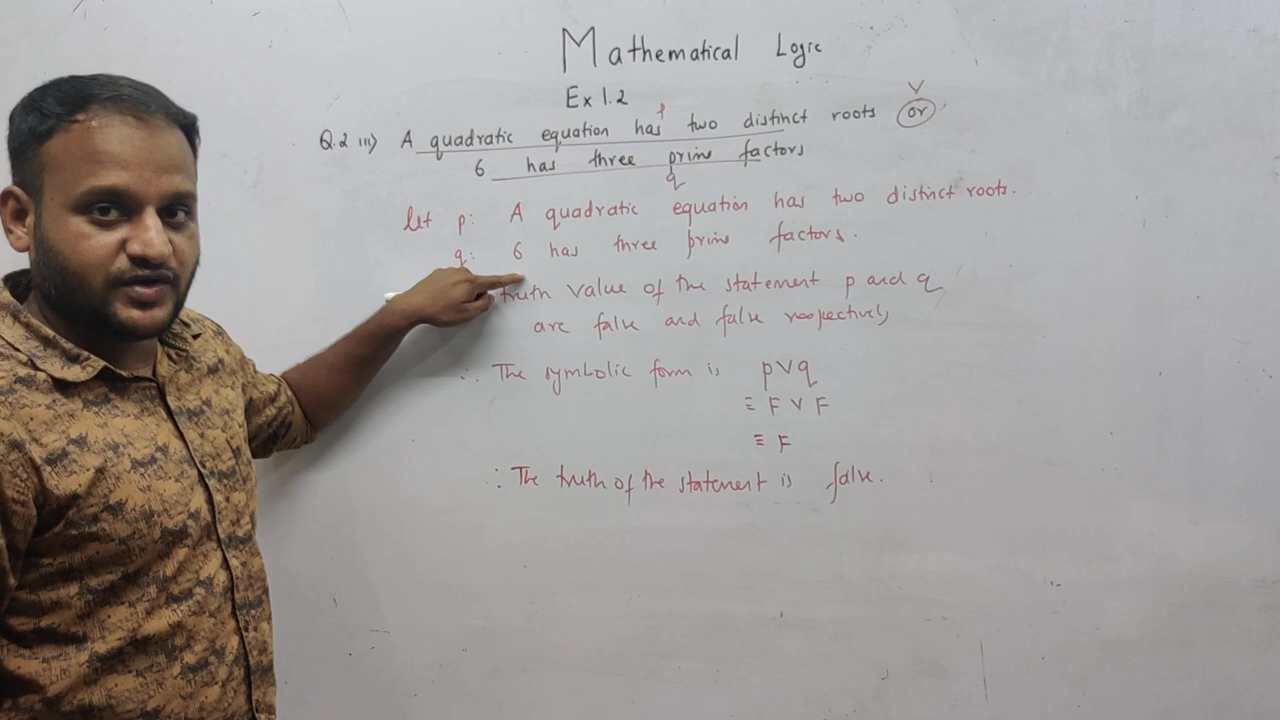 Mathematical Logic
Ex 1.2
Q.2 iii) A quadratic equation has two distinct roots or
p
∨
6 has three prime factors
q
let p: A quadratic equation has two distinct roots.
q: 6 has three prime factors.
truth value of the statement p and q
are false and false respectively
∴ The symbolic form is p∨q
≡ F ∨ F
≡ F
∴ The truth of the statement is false.